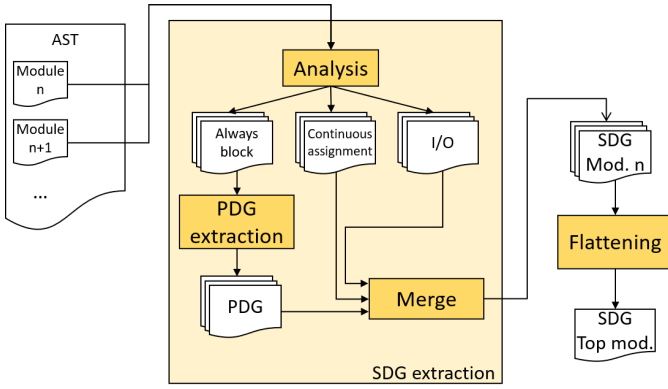 AST
Module
n
Module
n+1
...
Analysis
Always
block
Continuous
assignment
I/O
PDG
extraction
PDG
Merge
SDG extraction
SDG
Mod. n
Flattening
SDG
Top mod.